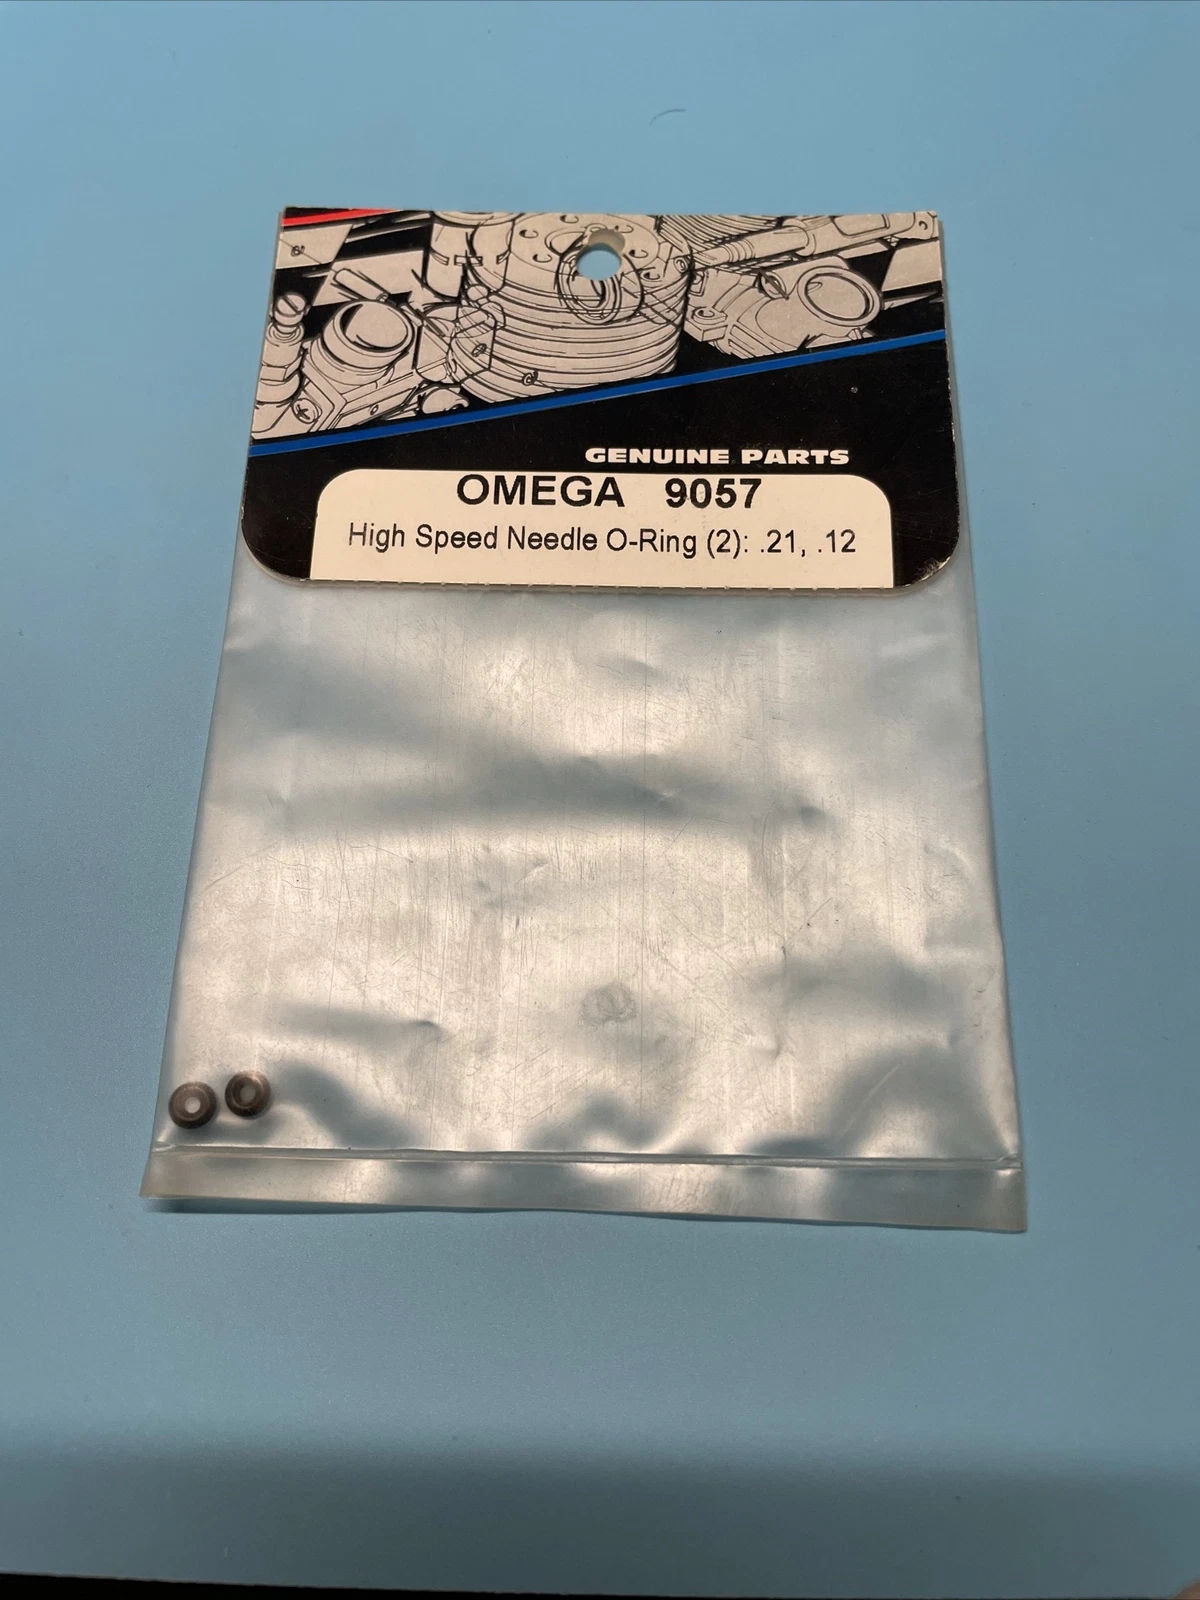 GENUINE PARTS
OMEGA 9057
High Speed Needle O-Ring (2): .21, .12